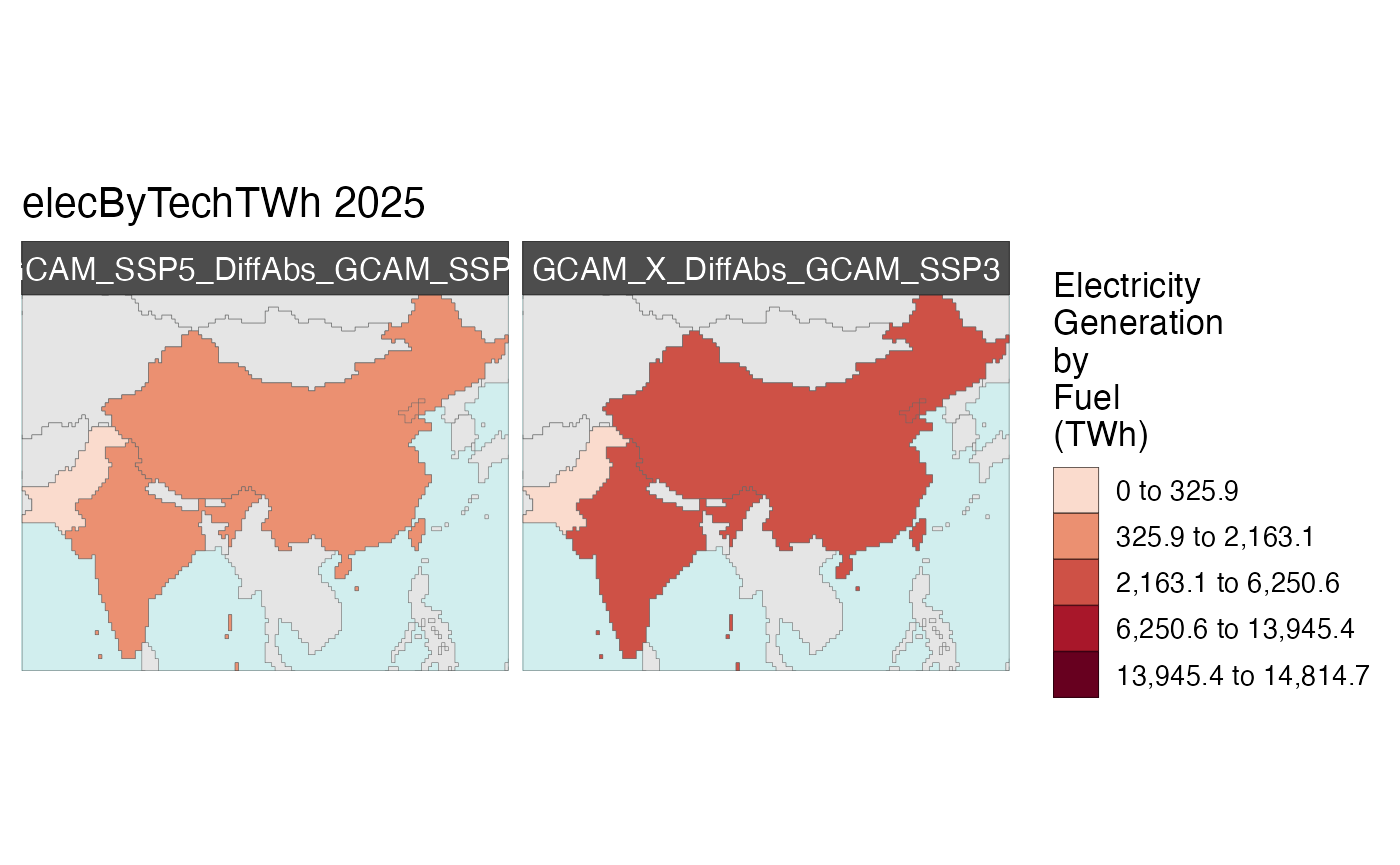 elecByTechTWh 2025
CAM_SSP5_DiffAbs_GCAM_SSP
GCAM_X_DiffAbs_GCAM_SSP3
Electricity
Generation
by
Fuel
(TWh)
0 to 325.9
325.9 to 2,163.1
2,163.1 to 6,250.6
6,250.6 to 13,945.4
13,945.4 to 14,814.7